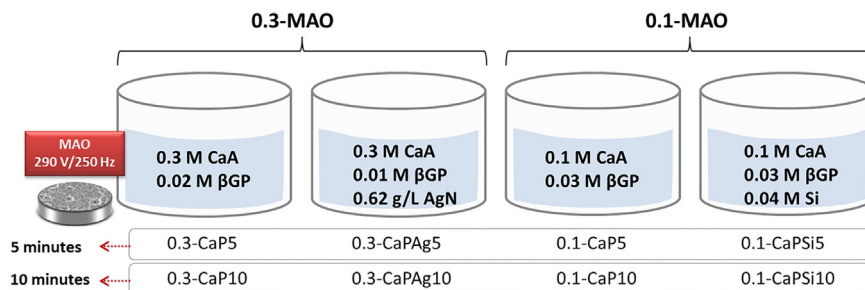 0.3-MAO
0.1-MAO
MAO
290 V/250 Hz
0.3 M CaA
0.02 M βGP
0.3 M CaA
0.01 M βGP
0.62 g/L AgN
0.1 M CaA
0.03 M βGP
0.1 M CaA
0.03 M βGP
0.04 M Si
5 minutes 0.3-CaP5 0.3-CaPAg5 0.1-CaP5 0.1-CaPSi5
10 minutes 0.3-CaP10 0.3-CaPAg10 0.1-CaP10 0.1-CaPSi10